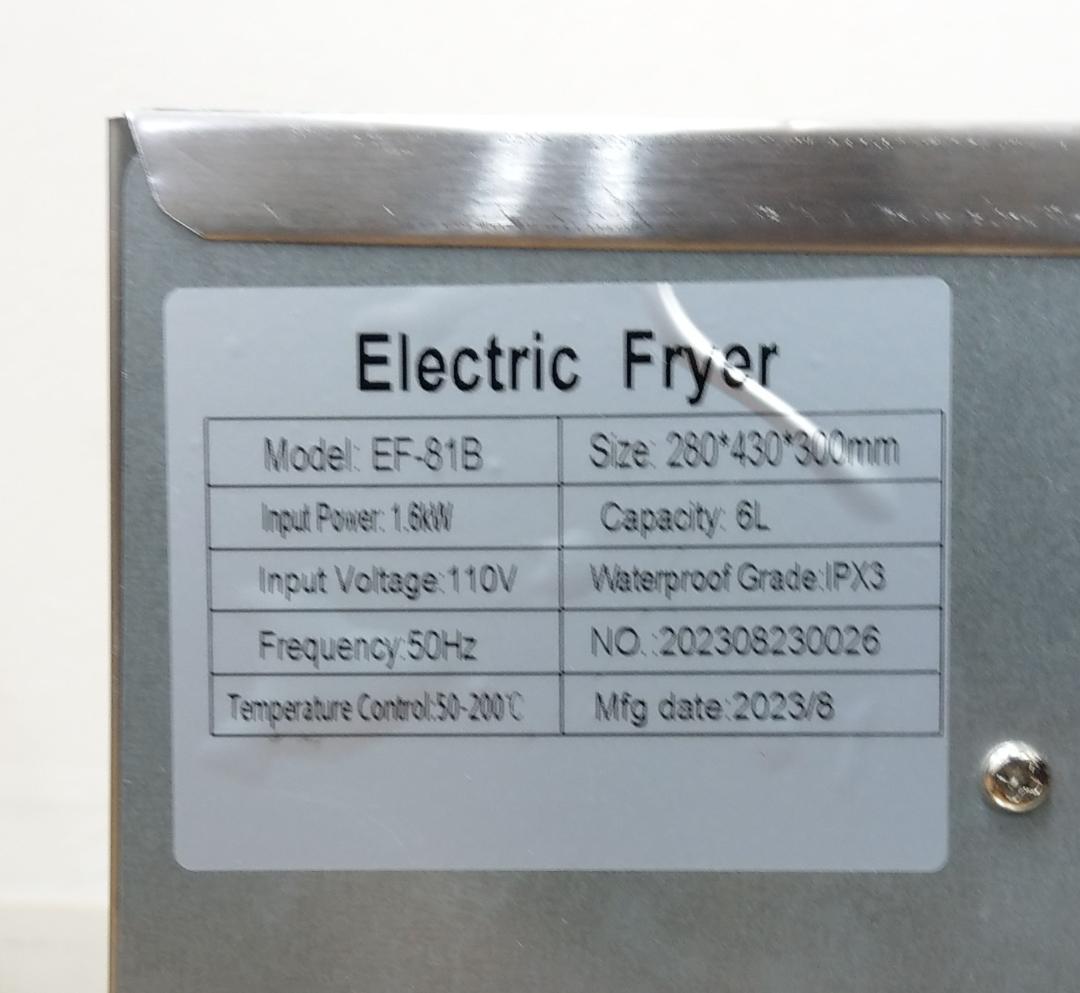 Electric Fryer
Model: EF-81B
Size: 280*430*300mm
Input Power: 1.6kW
Capacity: 6L
Input Voltage:110V
Waterproof Grade:IPX3
Frequency:50Hz
NO.:202308230026
Temperature Control:50-200℃
Mfg date:2023/8